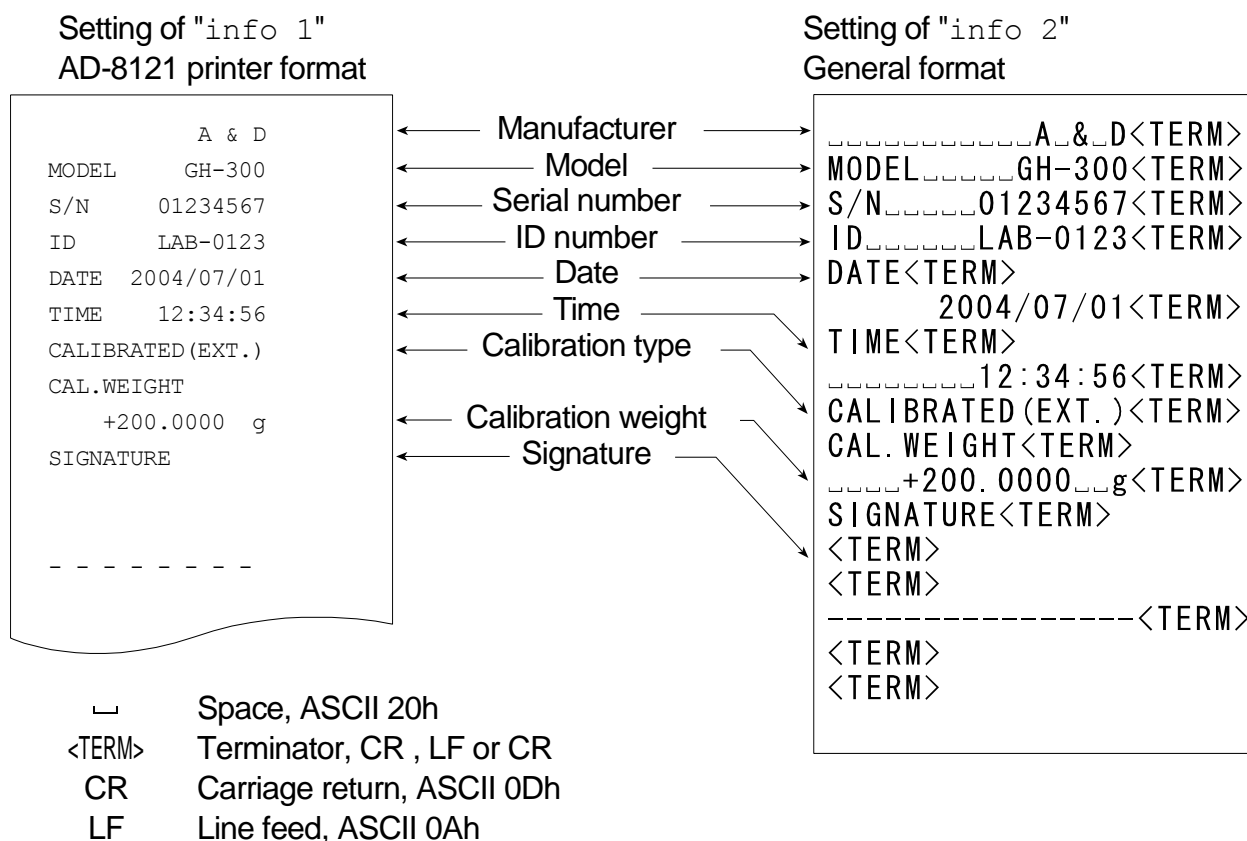 Setting of "info 1"
AD-8121 printer format
A & D
MODEL GH-300
S/N 01234567
ID LAB-0123
DATE 2004/07/01
TIME 12:34:56
CALIBRATED(EXT.)
CAL.WEIGHT
+200.0000 g
SIGNATURE
- - - - - - - -
Manufacturer
Model
Serial number
ID number
Date
Time
Calibration type
Calibration weight
Signature
Setting of "info 2"
General format
␣␣␣␣␣␣␣␣␣␣␣A␣&␣D<TERM>
MODEL␣␣␣␣␣GH-300<TERM>
S/N␣␣␣␣␣01234567<TERM>
ID␣␣␣␣␣␣LAB-0123<TERM>
DATE<TERM>
2004/07/01<TERM>
TIME<TERM>
␣␣␣␣␣␣␣␣12:34:56<TERM>
CALIBRATED(EXT.)<TERM>
CAL.WEIGHT<TERM>
␣␣␣␣+200.0000␣␣g<TERM>
SIGNATURE<TERM>
<TERM>
<TERM>
----------------<TERM>
<TERM>
<TERM>
␣ Space, ASCII 20h
<TERM> Terminator, CR , LF or CR
CR Carriage return, ASCII 0Dh
LF Line feed, ASCII 0Ah